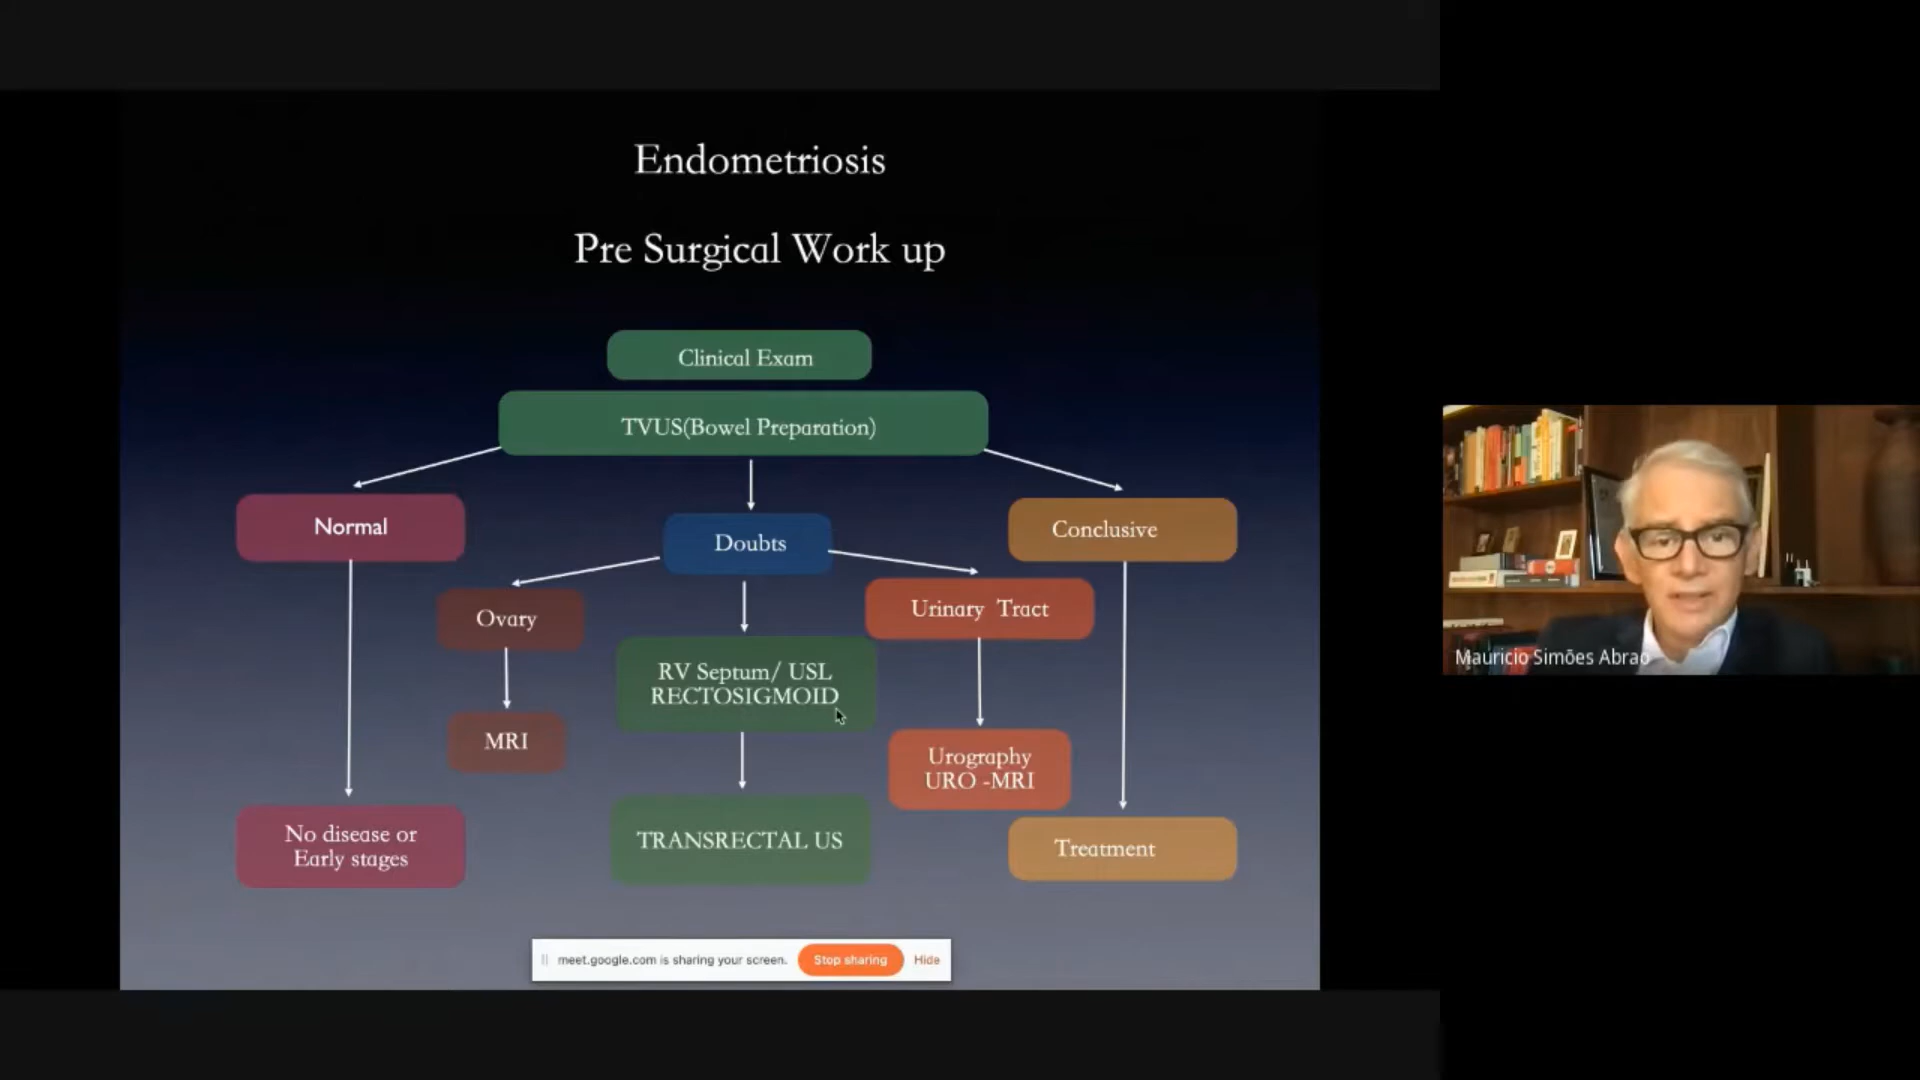 Endometriosis
Pre Surgical Work up
Clinical Exam
TVUS(Bowel Preparation)
Normal
Doubts
Conclusive
Ovary
Urinary Tract
RV Septum/ USL
RECTOSIGMOID
MRI
Urography
URO -MRI
No disease or
Early stages
TRANSRECTAL US
Treatment
meet.google.com is sharing your screen.
Stop sharing
Hide
Mauricio Simões Abrao